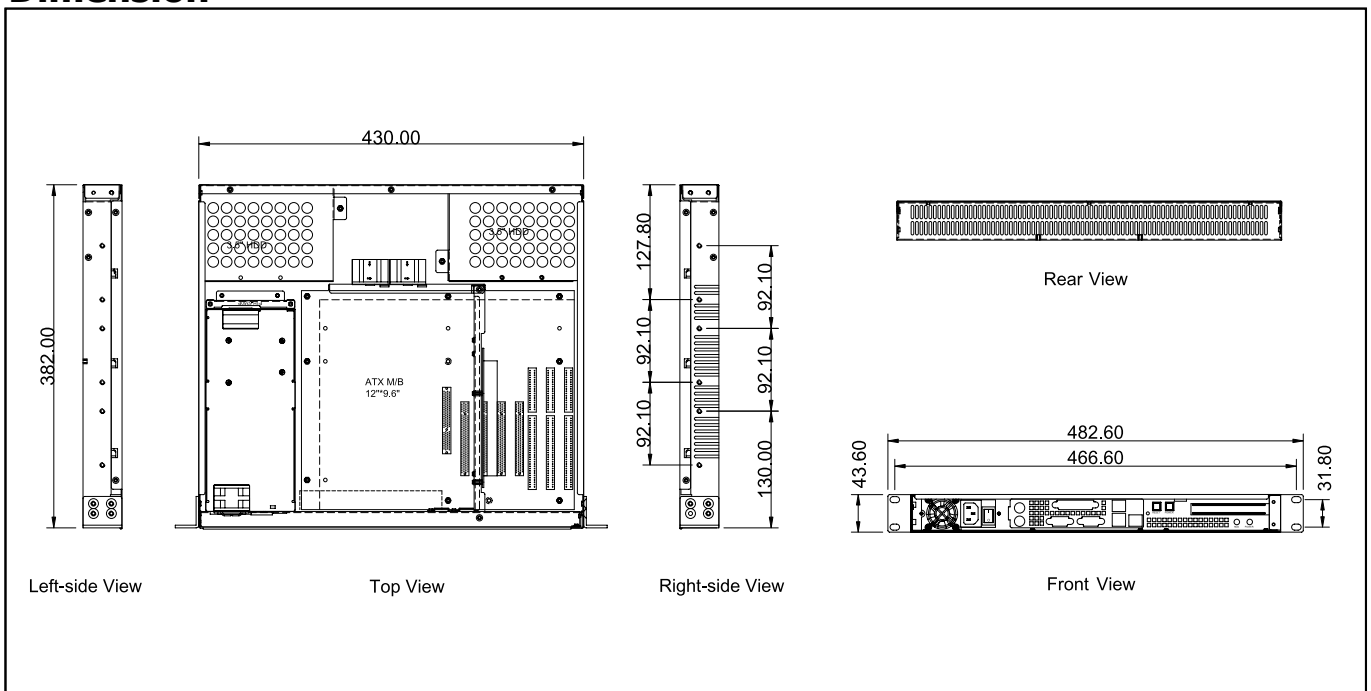 Dimension
430.00
382.00
3.5" HDD
3.5" HDD
ATX M/B
12"*9.6"
127.80
92.10
92.10
92.10
92.10
130.00
Rear View
482.60
466.60
43.60
31.80
Left-side View
Top View
Right-side View
Front View